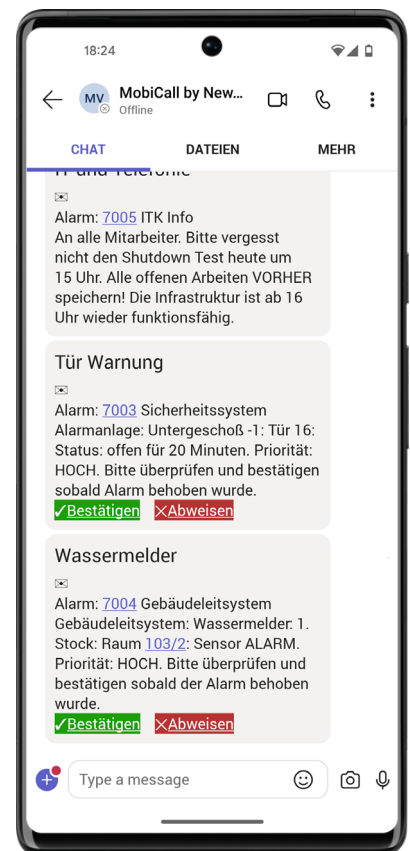 18:24
MV
MobiCall by New...
Offline
CHAT
DATEIEN
MEHR
IT und Telefonie
Alarm: 7005 ITK Info
An alle Mitarbeiter. Bitte vergesst
nicht den Shutdown Test heute um
15 Uhr. Alle offenen Arbeiten VORHER
speichern! Die Infrastruktur ist ab 16
Uhr wieder funktionsfähig.
Tür Warnung
Alarm: 7003 Sicherheitssystem
Alarmanlage: Untergeschoß -1: Tür 16:
Status: offen für 20 Minuten. Priorität:
HOCH. Bitte überprüfen und bestätigen
sobald Alarm behoben wurde.
✓Bestätigen ✕Abweisen
Wassermelder
Alarm: 7004 Gebäudeleitsystem
Gebäudeleitsystem: Wassermelder: 1.
Stock: Raum 103/2: Sensor ALARM.
Priorität: HOCH. Bitte überprüfen und
bestätigen sobald der Alarm behoben
wurde.
✓Bestätigen ✕Abweisen
Type a message